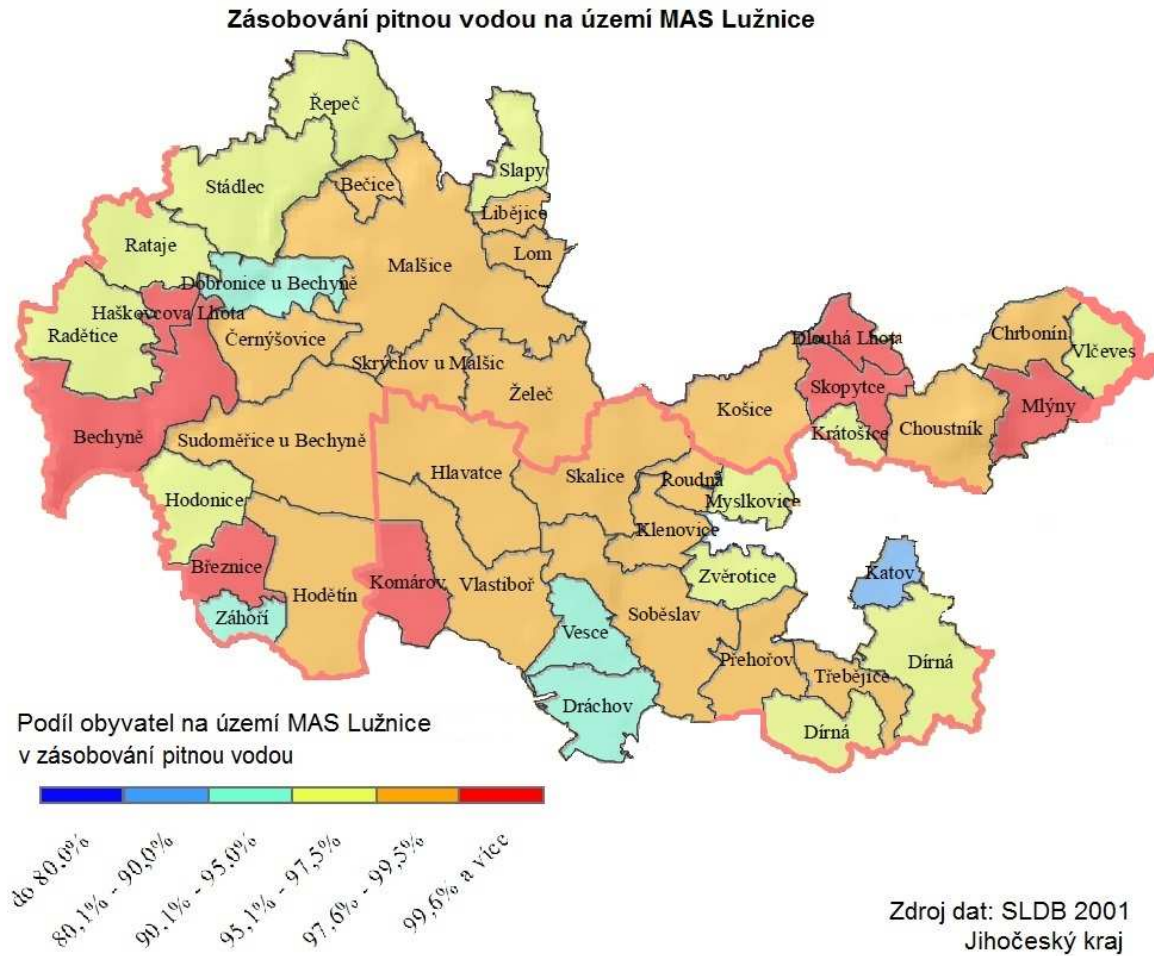 Zásobování pitnou vodou na území MAS Lužnice
Řepeč
Slapy
Stádlec
Bečice
Libějice
Rataje
Lom
Malšice
Dobronice u Bechyně
Haškovcova Lhota
Radětice
Černýšovice
Dlouhá Lhota
Chrbonín
Vlčeves
Skrýchov u Malšic
Želeč
Košice
Skopytce
Mlýny
Bechyně
Sudoměřice u Bechyně
Krátošice
Choustník
Hlavatce
Skalice
Roudná
Hodonice
Myslkovice
Klenovice
Březnice
Komárov
Zvěrotice
Katov
Hodětín
Vlastiboř
Záhoří
Soběslav
Vesce
Přehořov
Dírná
Třebějice
Dráchov
Dírná
Podíl obyvatel na území MAS Lužnice
v zásobování pitnou vodou
do 80,0%
80,1% - 90,0%
90,1% - 95,0%
95,1% - 97,5%
97,6% - 99,5%
99,6% a více
Zdroj dat: SLDB 2001
Jihočeský kraj